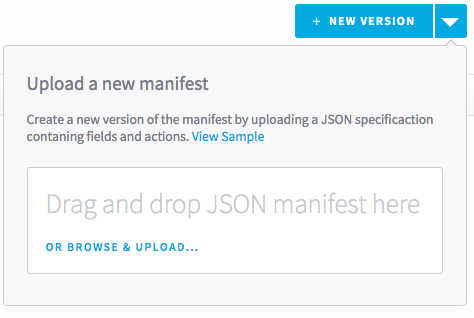 + NEW VERSION
Upload a new manifest
Create a new version of the manifest by uploading a JSON specificaction
contaning fields and actions. View Sample
Drag and drop JSON manifest here
OR BROWSE & UPLOAD...